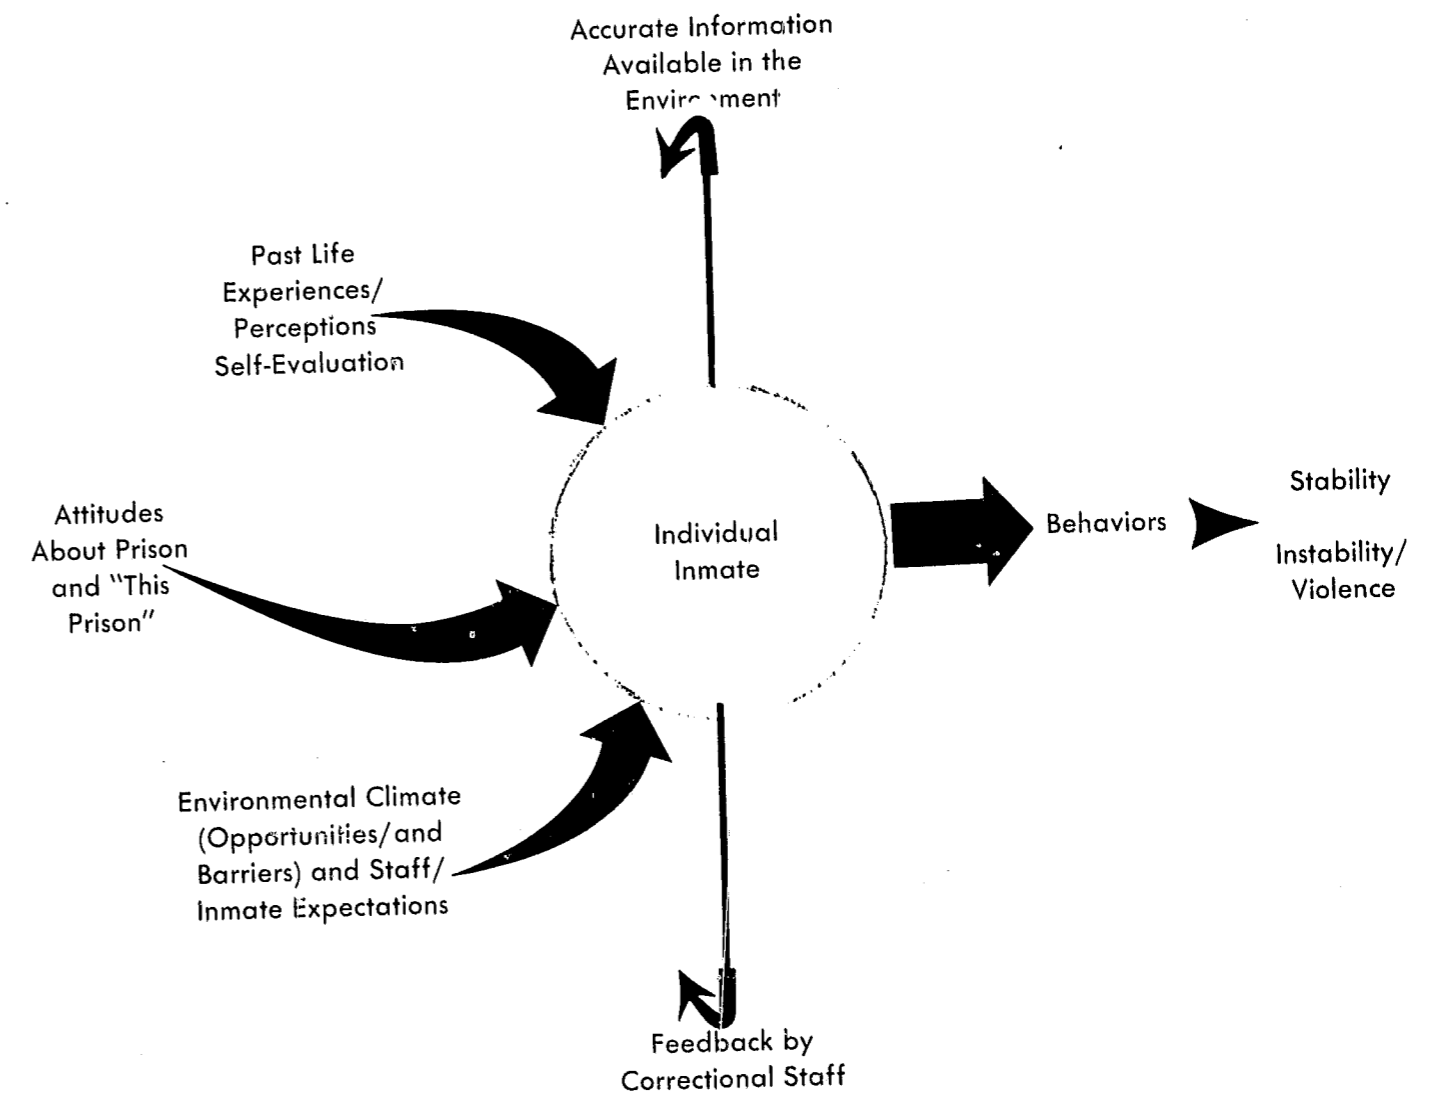 Accurate Information
Available in the
Environment
Past Life
Experiences/
Perceptions
Self-Evaluation
Attitudes
About Prison
and "This
Prison"
Individual
Inmate
Behaviors
Stability
Instability/
Violence
Environmental Climate
(Opportunities/and
Barriers) and Staff/
Inmate Expectations
Feedback by
Correctional Staff